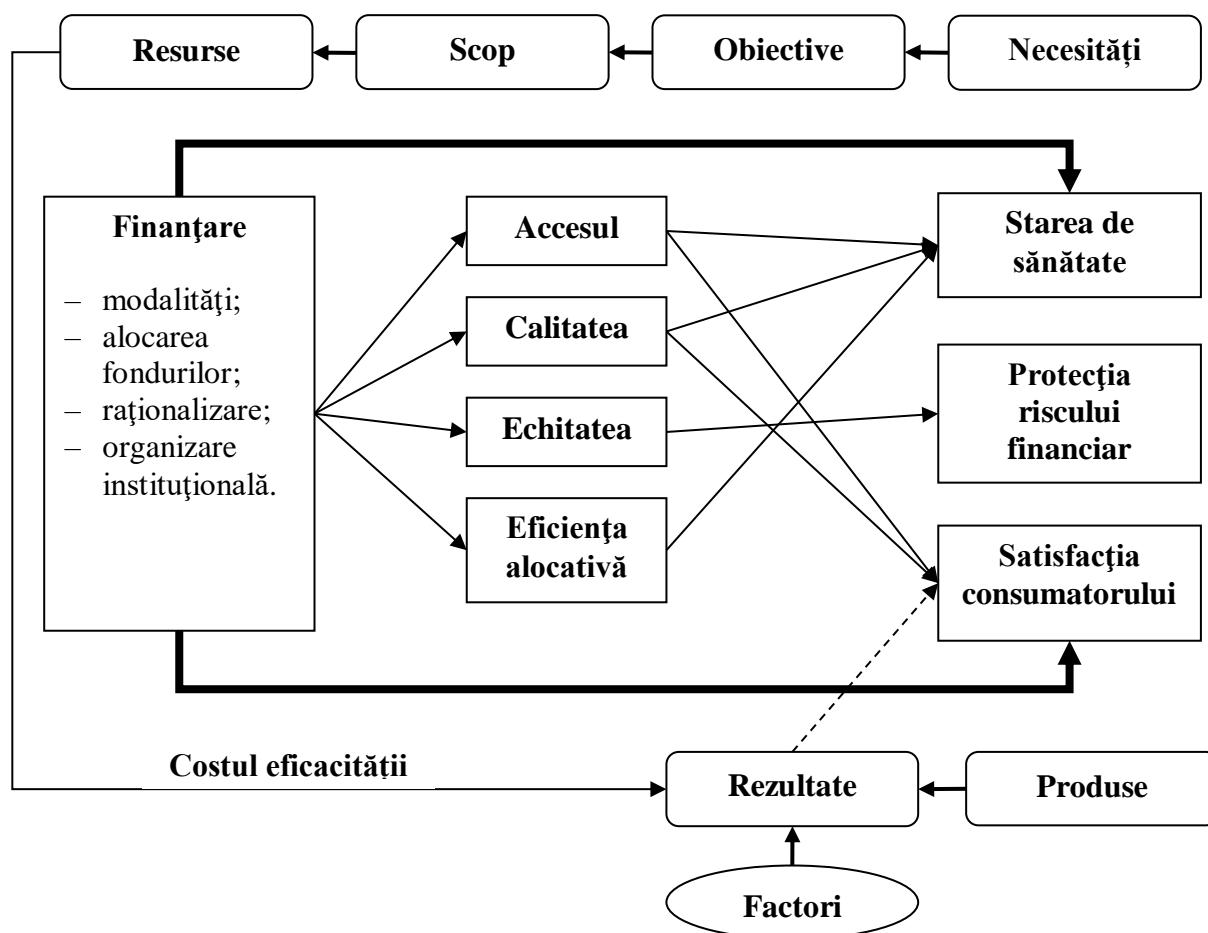 Resurse
Scop
Obiective
Necesități
Finanţare
– modalităţi;
– alocarea
fondurilor;
– raţionalizare;
– organizare
instituţională.
Accesul
Calitatea
Echitatea
Eficienţa
alocativă
Starea de
sănătate
Protecţia
riscului
financiar
Satisfacţia
consumatorului
Costul eficacității
Rezultate
Produse
Factori